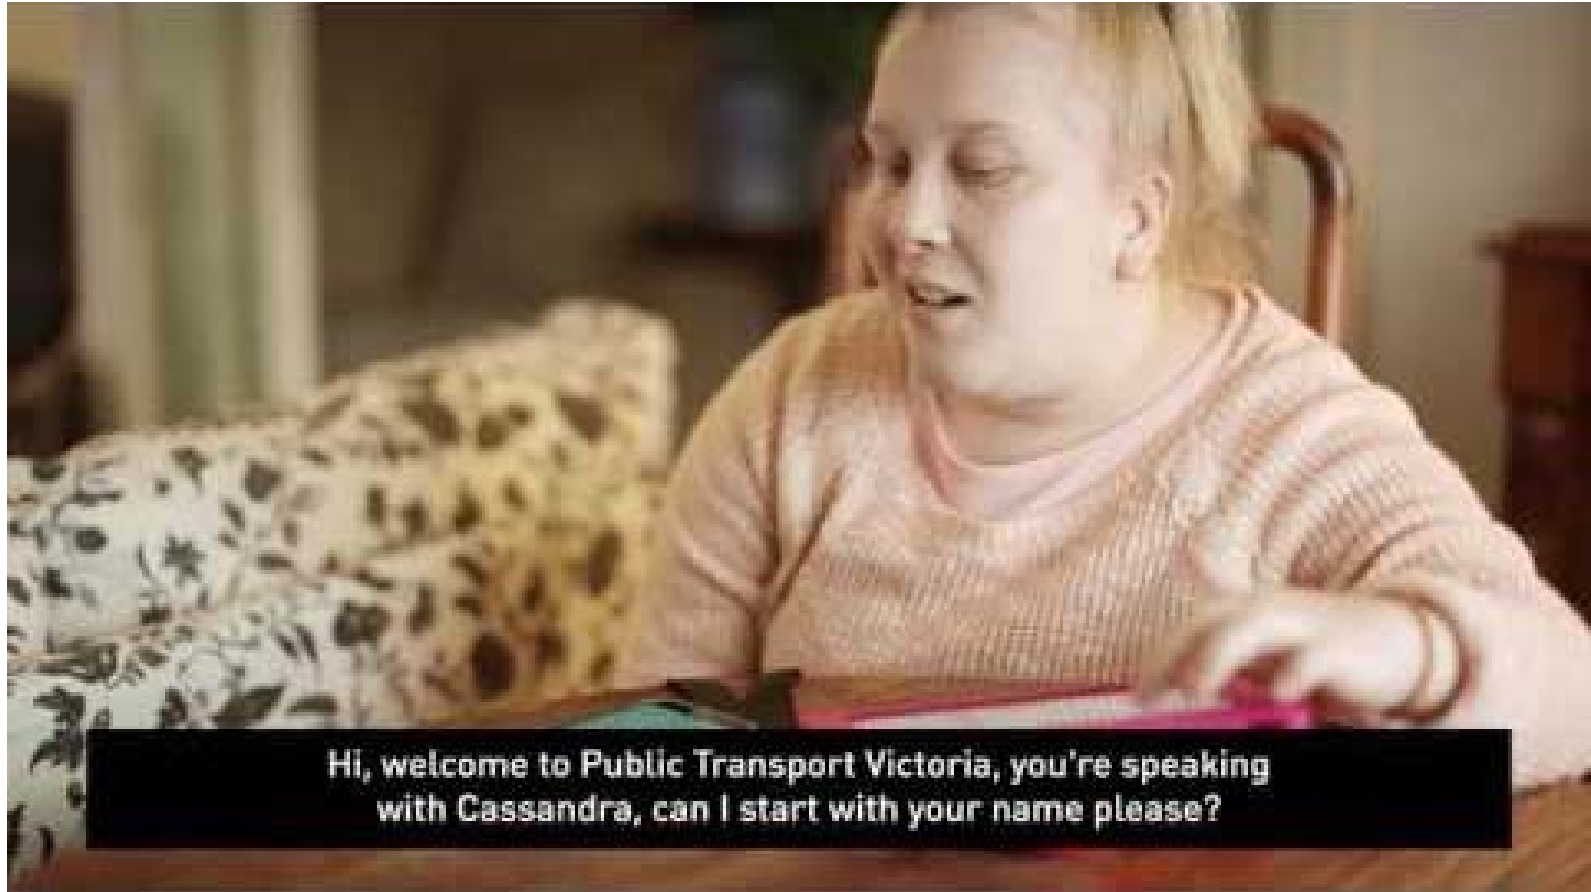 Hi, welcome to Public Transport Victoria, you're speaking
with Cassandra, can I start with your name please?